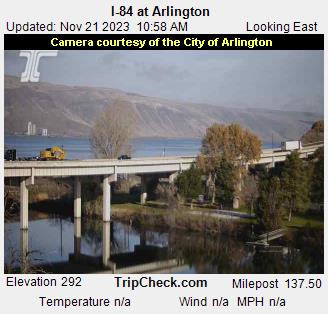 I-84 at Arlington
Updated: Nov 21 2023 10:58 AM Looking East
Camera courtesy of the City of Arlington
Elevation 292 TripCheck.com Milepost 137.50
Temperature n/a Wind n/a MPH n/a